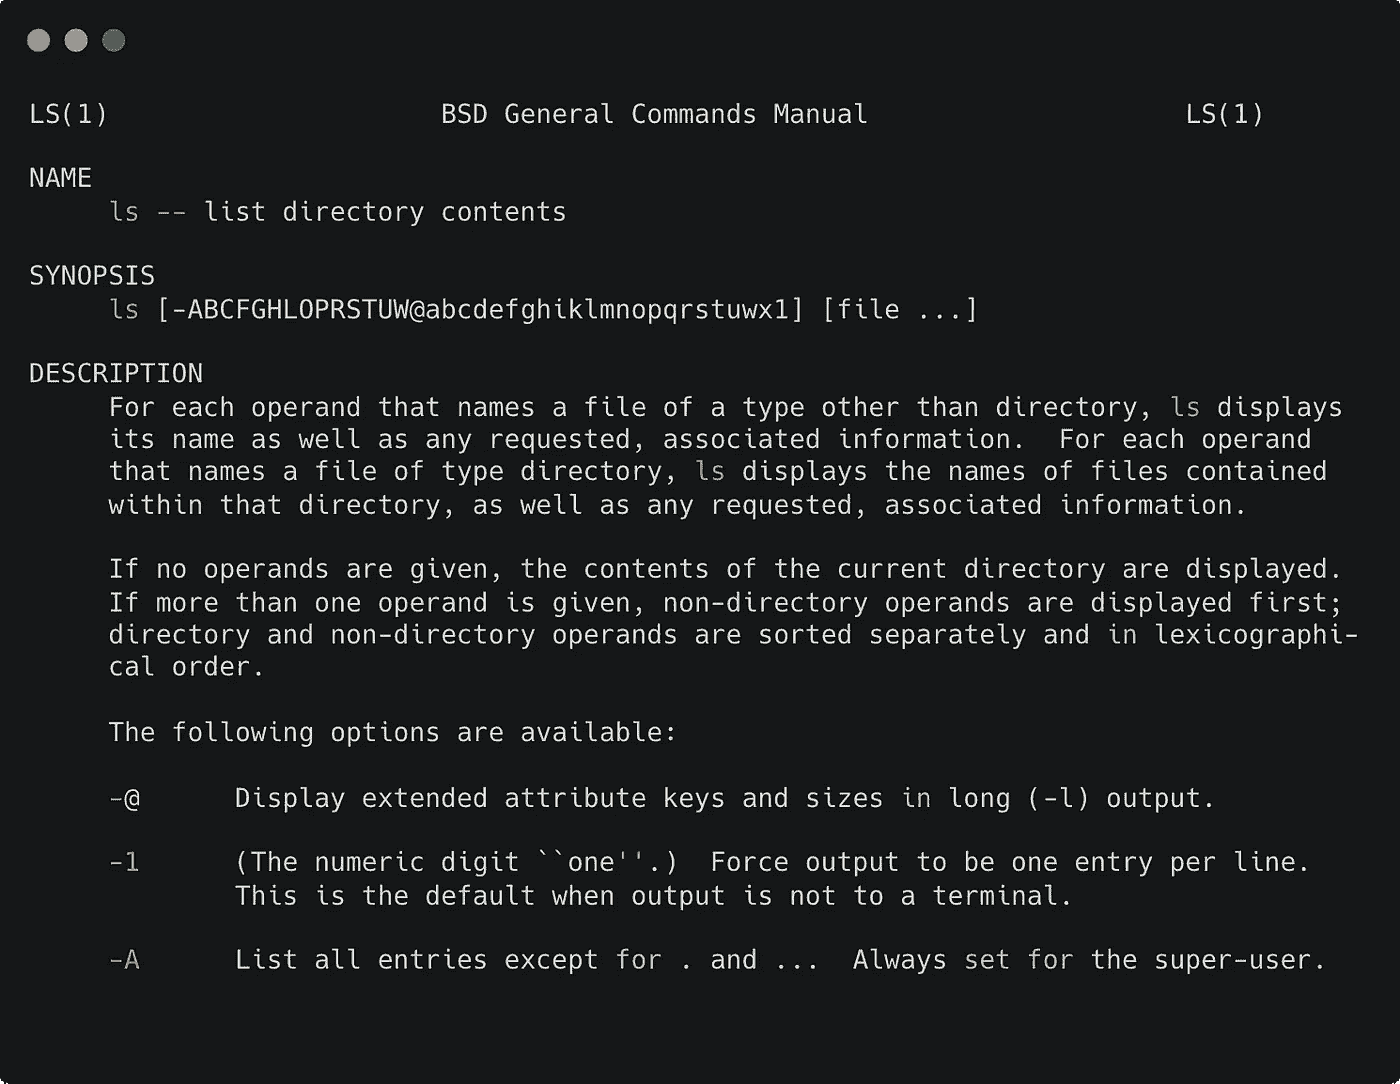 LS(1)                     BSD General Commands Manual                    LS(1)
NAME
ls -- list directory contents
SYNOPSIS
ls [-ABCFGHLOPRSTUW@abcdefghiklmnopqrstuwx1] [file ...]
DESCRIPTION
For each operand that names a file of a type other than directory, ls displays
its name as well as any requested, associated information.  For each operand
that names a file of type directory, ls displays the names of files contained
within that directory, as well as any requested, associated information.
If no operands are given, the contents of the current directory are displayed.
If more than one operand is given, non-directory operands are displayed first;
directory and non-directory operands are sorted separately and in lexicographi-
cal order.
The following options are available:
-@      Display extended attribute keys and sizes in long (-l) output.
-1      (The numeric digit ``one''.)  Force output to be one entry per line.
This is the default when output is not to a terminal.
-A      List all entries except for . and ...  Always set for the super-user.